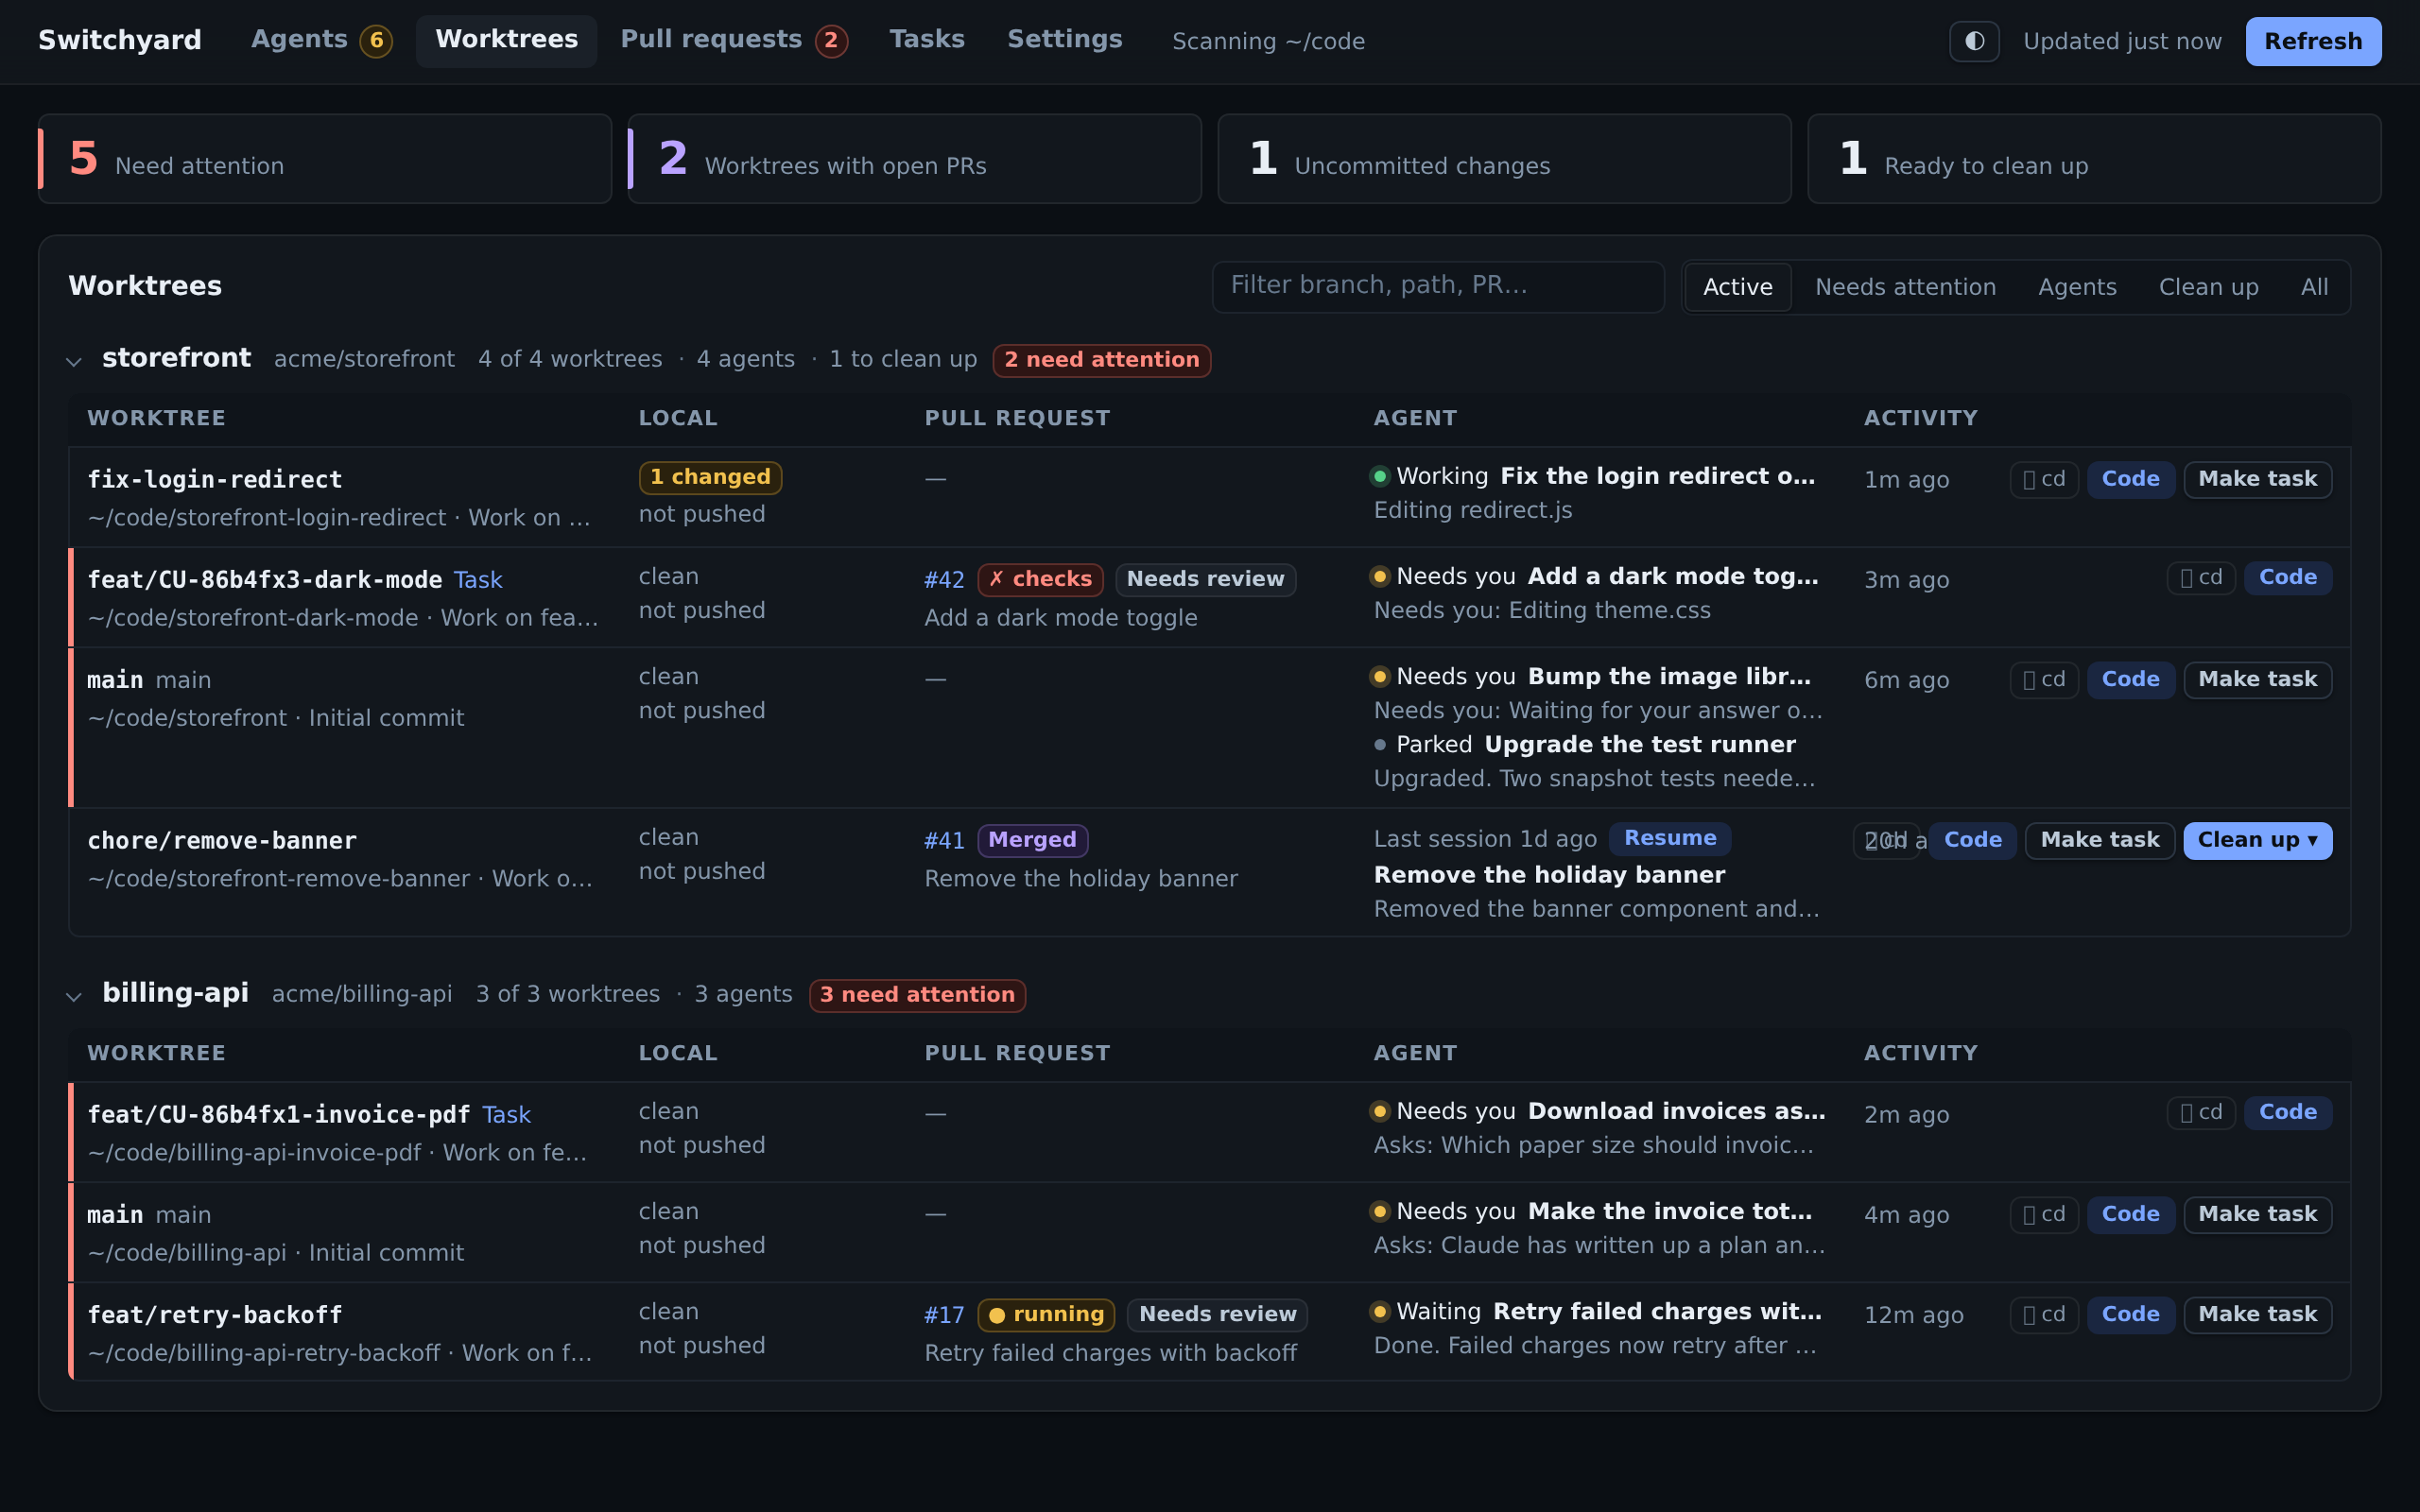 Switchyard Agents 6 Worktrees Pull requests 2 Tasks Settings Scanning ~/code Updated just now Refresh
5 Need attention 2 Worktrees with open PRs 1 Uncommitted changes 1 Ready to clean up
Worktrees Filter branch, path, PR… Active Needs attention Agents Clean up All
storefront acme/storefront 4 of 4 worktrees · 4 agents · 1 to clean up 2 need attention
WORKTREE LOCAL PULL REQUEST AGENT ACTIVITY
fix-login-redirect 1 changed — Working Fix the login redirect o… 1m ago cd Code Make task
~/code/storefront-login-redirect · Work on … not pushed Editing redirect.js
feat/CU-86b4fx3-dark-mode Task clean #42 ✗ checks Needs review Needs you Add a dark mode tog… 3m ago cd Code
~/code/storefront-dark-mode · Work on fea… not pushed Add a dark mode toggle Needs you: Editing theme.css
main main clean — Needs you Bump the image libr… 6m ago cd Code Make task
~/code/storefront · Initial commit not pushed Needs you: Waiting for your answer o…
Parked Upgrade the test runner
Upgraded. Two snapshot tests neede…
chore/remove-banner clean #41 Merged Last session 1d ago Resume 20h a cd Code Make task Clean up ▾
~/code/storefront-remove-banner · Work o… not pushed Remove the holiday banner Remove the holiday banner
Removed the banner component and…
billing-api acme/billing-api 3 of 3 worktrees · 3 agents 3 need attention
WORKTREE LOCAL PULL REQUEST AGENT ACTIVITY
feat/CU-86b4fx1-invoice-pdf Task clean — Needs you Download invoices as… 2m ago cd Code
~/code/billing-api-invoice-pdf · Work on fe… not pushed Asks: Which paper size should invoic…
main main clean — Needs you Make the invoice tot… 4m ago cd Code Make task
~/code/billing-api · Initial commit not pushed Asks: Claude has written up a plan an…
feat/retry-backoff clean #17 ● running Needs review Waiting Retry failed charges wit… 12m ago cd Code Make task
~/code/billing-api-retry-backoff · Work on f… not pushed Retry failed charges with backoff Done. Failed charges now retry after …